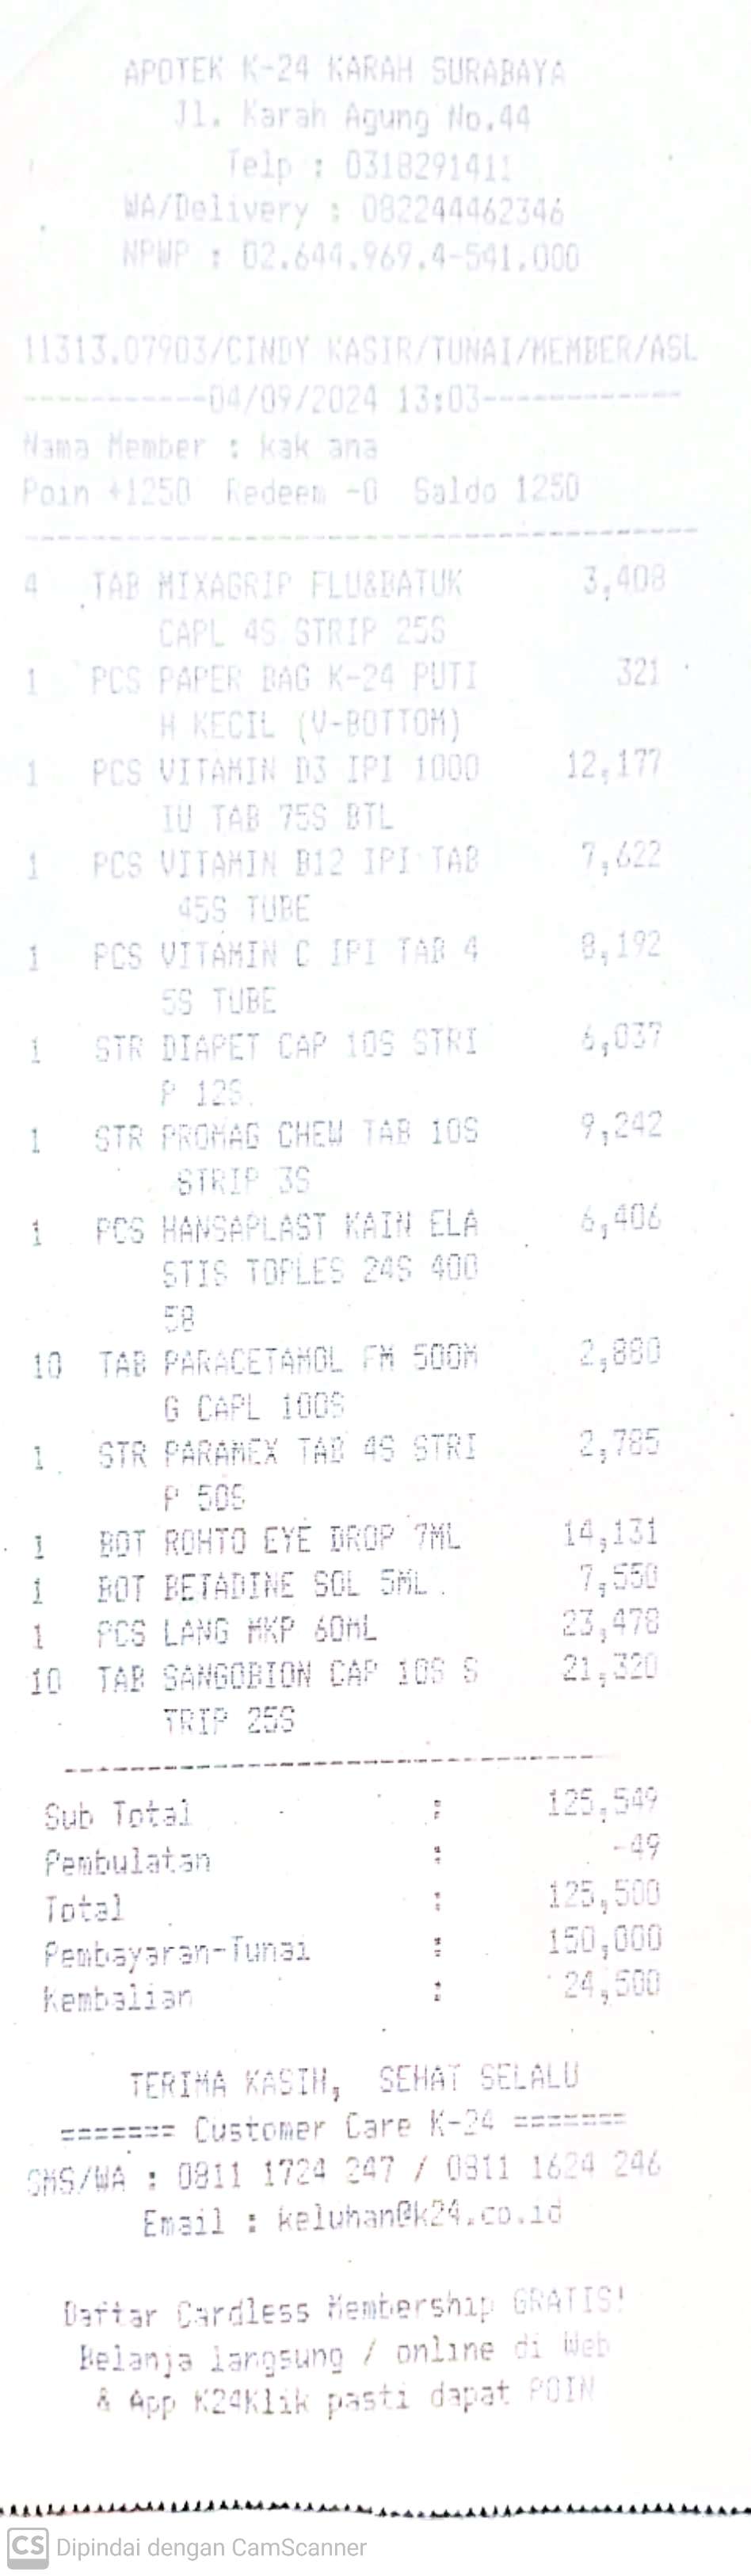 APOTEK K-24 KARAH SURABAYA
Jl. Karah Agung No.44
Telp : 0318291411
WA/Delivery : 082244462346
NPWP : 02.644.969.4-541.000
11313.07903/CINDY KASIR/TUNAI/MEMBER/ASL
-----------04/09/2024 13:03------------
Nama Member : kak ana
Poin +1250 Redeem -0 Saldo 1250
4 TAB MIXAGRIP FLU&BATUK 3,408
CAPL 4S STRIP 25S
1 PCS PAPER BAG K-24 PUTI 321
H KECIL (V-BOTTOM)
1 PCS VITAMIN D3 IPI 1000 12,177
IU TAB 75S BTL
1 PCS VITAMIN B12 IPI TAB 7,622
45S TUBE
1 PCS VITAMIN C IPI TAB 4 8,192
5S TUBE
1 STR DIAPET CAP 10S STRI 6,037
P 12S
1 STR PROMAG CHEW TAB 10S 9,242
STRIP 3S
1 PCS HANSAPLAST KAIN ELA 6,406
STIS TOPLES 24S 400
58
10 TAB PARACETAMOL FM 500M 2,880
G CAPL 100S
1 STR PARAMEX TAB 4S STRI 2,785
P 50S
1 BOT ROHTO EYE DROP 7ML 14,131
1 BOT BETADINE SOL 5ML 7,550
1 PCS LANG MKP 60ML 23,478
10 TAB SANGOBION CAP 10S S 21,320
TRIP 25S
Sub Total : 125,549
Pembulatan : -49
Total : 125,500
Pembayaran-Tunai : 150,000
Kembalian : 24,500
TERIMA KASIH, SEHAT SELALU
======= Customer Care K-24 =======
SMS/WA : 0811 1724 247 / 0811 1624 246
Email : keluhan@k24.co.id
Daftar Cardless Membership GRATIS!
Belanja langsung / online di Web
& App K24Klik pasti dapat POIN
CS Dipindai dengan CamScanner